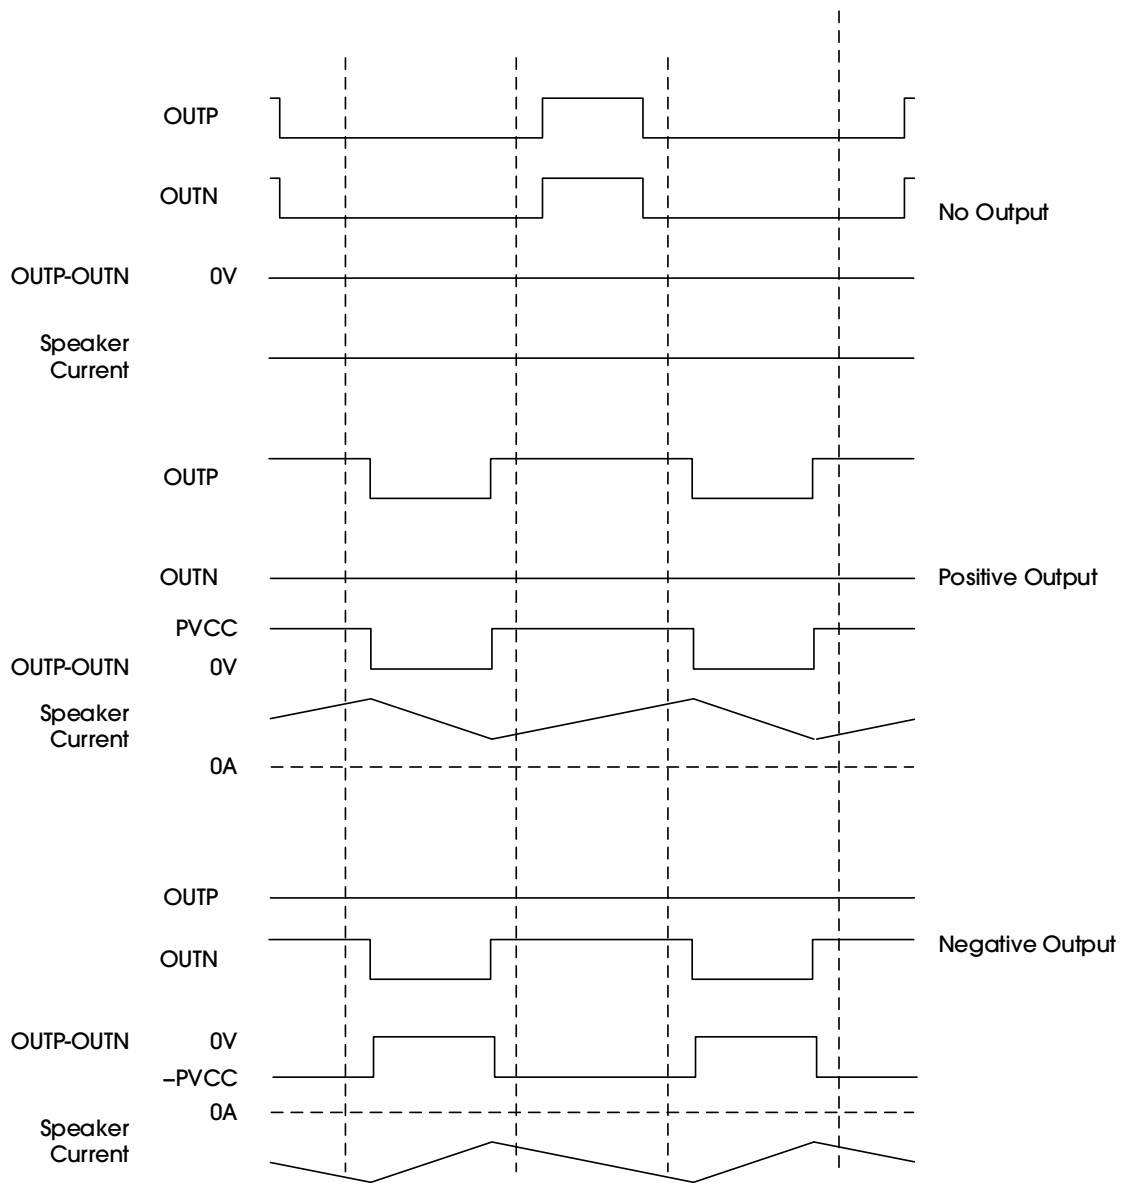 OUTP
OUTN
No Output
OUTP-OUTN 0V
Speaker
Current
OUTP
OUTN
Positive Output
PVCC
OUTP-OUTN 0V
Speaker
Current
0A
OUTP
OUTN
Negative Output
OUTP-OUTN 0V
–PVCC
0A
Speaker
Current